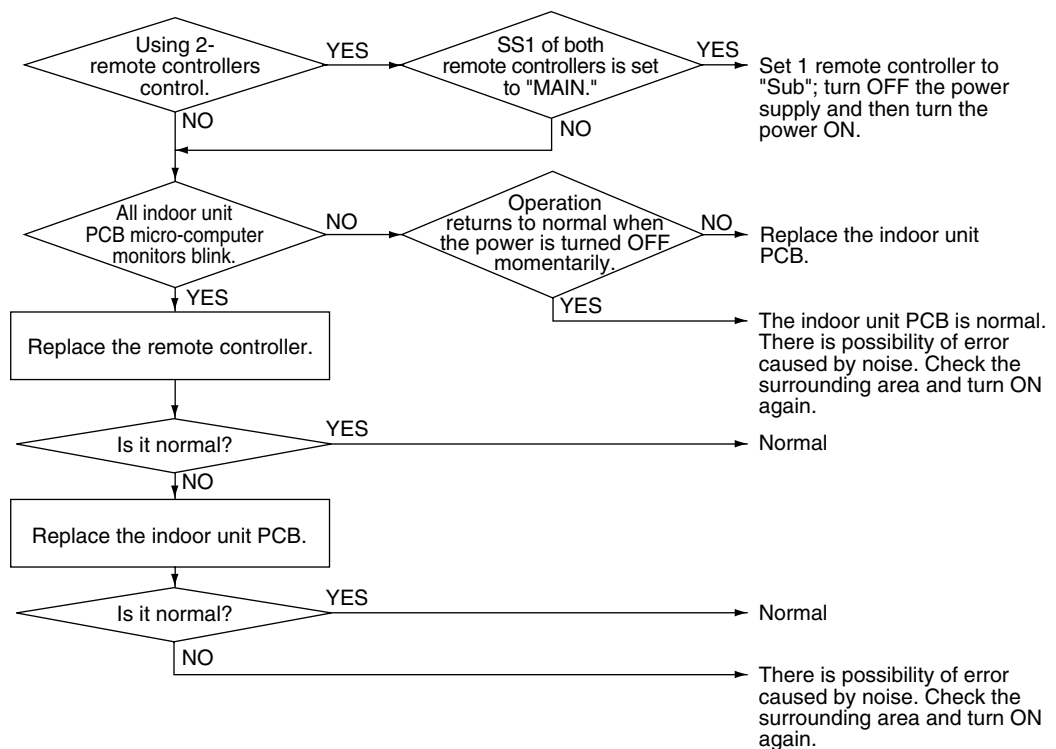 Using 2-
remote controllers
control.
YES
SS1 of both
remote controllers is set
to "MAIN."
YES
Set 1 remote controller to
"Sub"; turn OFF the power
supply and then turn the
power ON.
NO
NO
All indoor unit
PCB micro-computer
monitors blink.
NO
Operation
returns to normal when
the power is turned OFF
momentarily.
NO
Replace the indoor unit
PCB.
YES
YES
The indoor unit PCB is normal.
There is possibility of error
caused by noise. Check the
surrounding area and turn ON
again.
Replace the remote controller.
Is it normal?
YES
Normal
NO
Replace the indoor unit PCB.
Is it normal?
YES
Normal
NO
There is possibility of error
caused by noise. Check the
surrounding area and turn ON
again.